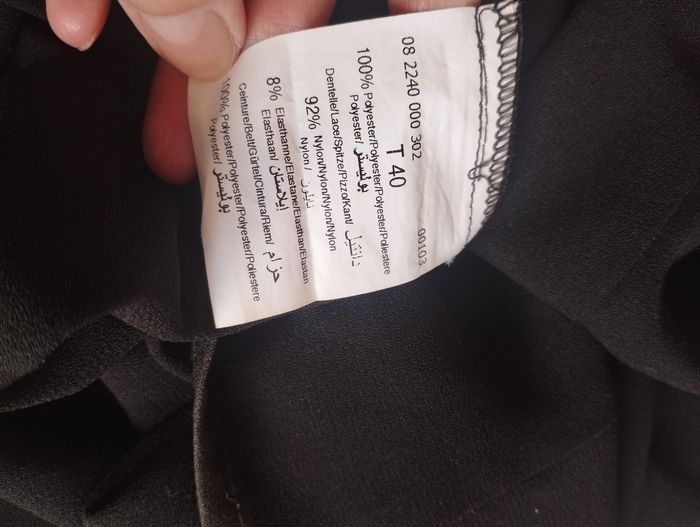 08 2240 000 302
00103
T 40
100% Polyester/Polyester/Polyester/Poliestere
Polyester/ بوليستر
Dentelle/Lace/Spitze/Pizzo/Kant/ دانتيل
92% Nylon/Nylon/Nylon/Nylon
Nylon / نايلون
8% Elasthanne/Elastane/Elasthan/Elastan
Elasthaan/ إيلاستان
Ceinture/Belt/Gürtel/Cintura/Riem/ حزام
100% Polyester/Polyester/Polyester/Poliestere
Polyester/ بوليستر